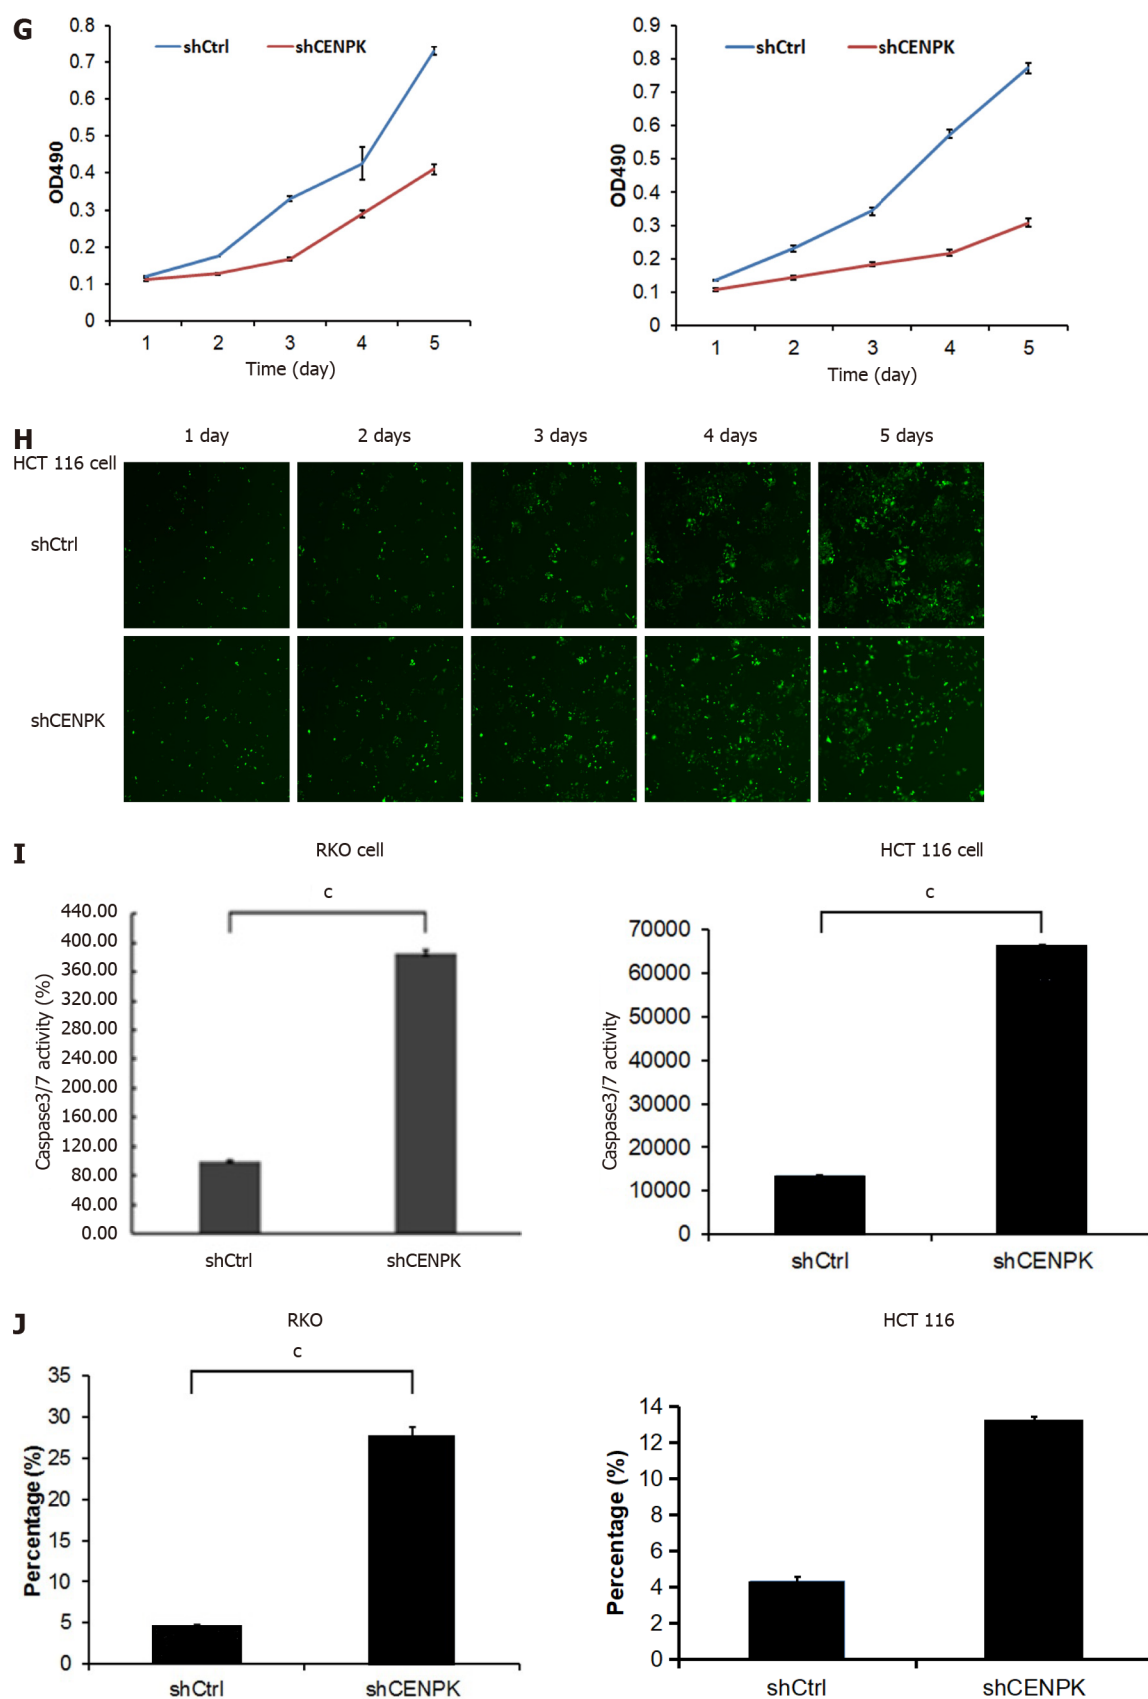 G
0.8
0.7
0.6
0.5
0.4
0.3
0.2
0.1
0
OD490
shCtrl shCENPK
1 2 3 4 5
Time (day)
0.9
0.8
0.7
0.6
0.5
0.4
0.3
0.2
0.1
0
OD490
shCtrl shCENPK
1 2 3 4 5
Time (day)
H
1 day 2 days 3 days 4 days 5 days
HCT 116 cell
shCtrl
shCENPK
I
RKO cell
c
440.00
400.00
360.00
320.00
280.00
240.00
200.00
160.00
120.00
80.00
40.00
0.00
Caspase3/7 activity (%)
shCtrl shCENPK
HCT 116 cell
c
70000
60000
50000
40000
30000
20000
10000
0
Caspase3/7 activity
shCtrl shCENPK
J
RKO
c
35
30
25
20
15
10
5
0
Percentage (%)
shCtrl shCENPK
HCT 116
14
12
10
8
6
4
2
0
Percentage (%)
shCtrl shCENPK